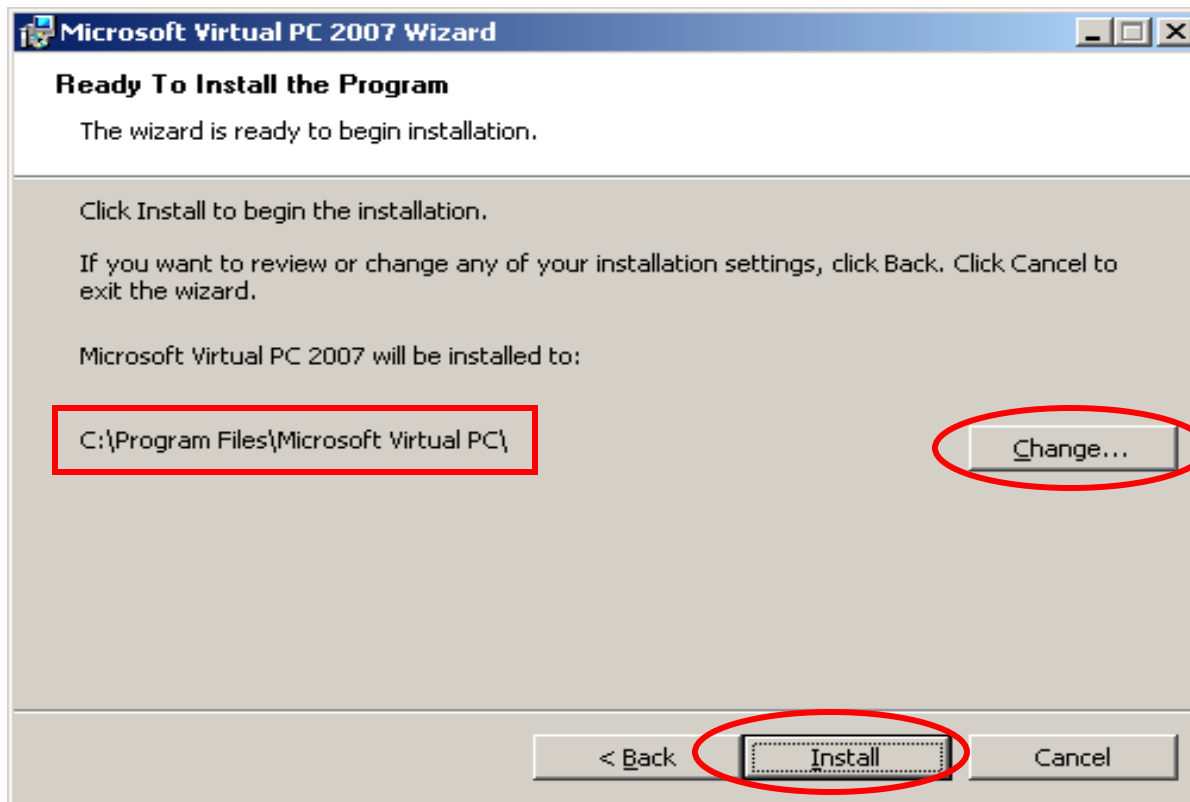 Microsoft Virtual PC 2007 Wizard
Ready To Install the Program
The wizard is ready to begin installation.
Click Install to begin the installation.
If you want to review or change any of your installation settings, click Back. Click Cancel to
exit the wizard.
Microsoft Virtual PC 2007 will be installed to:
C:\Program Files\Microsoft Virtual PC\
Change...
< Back
Install
Cancel